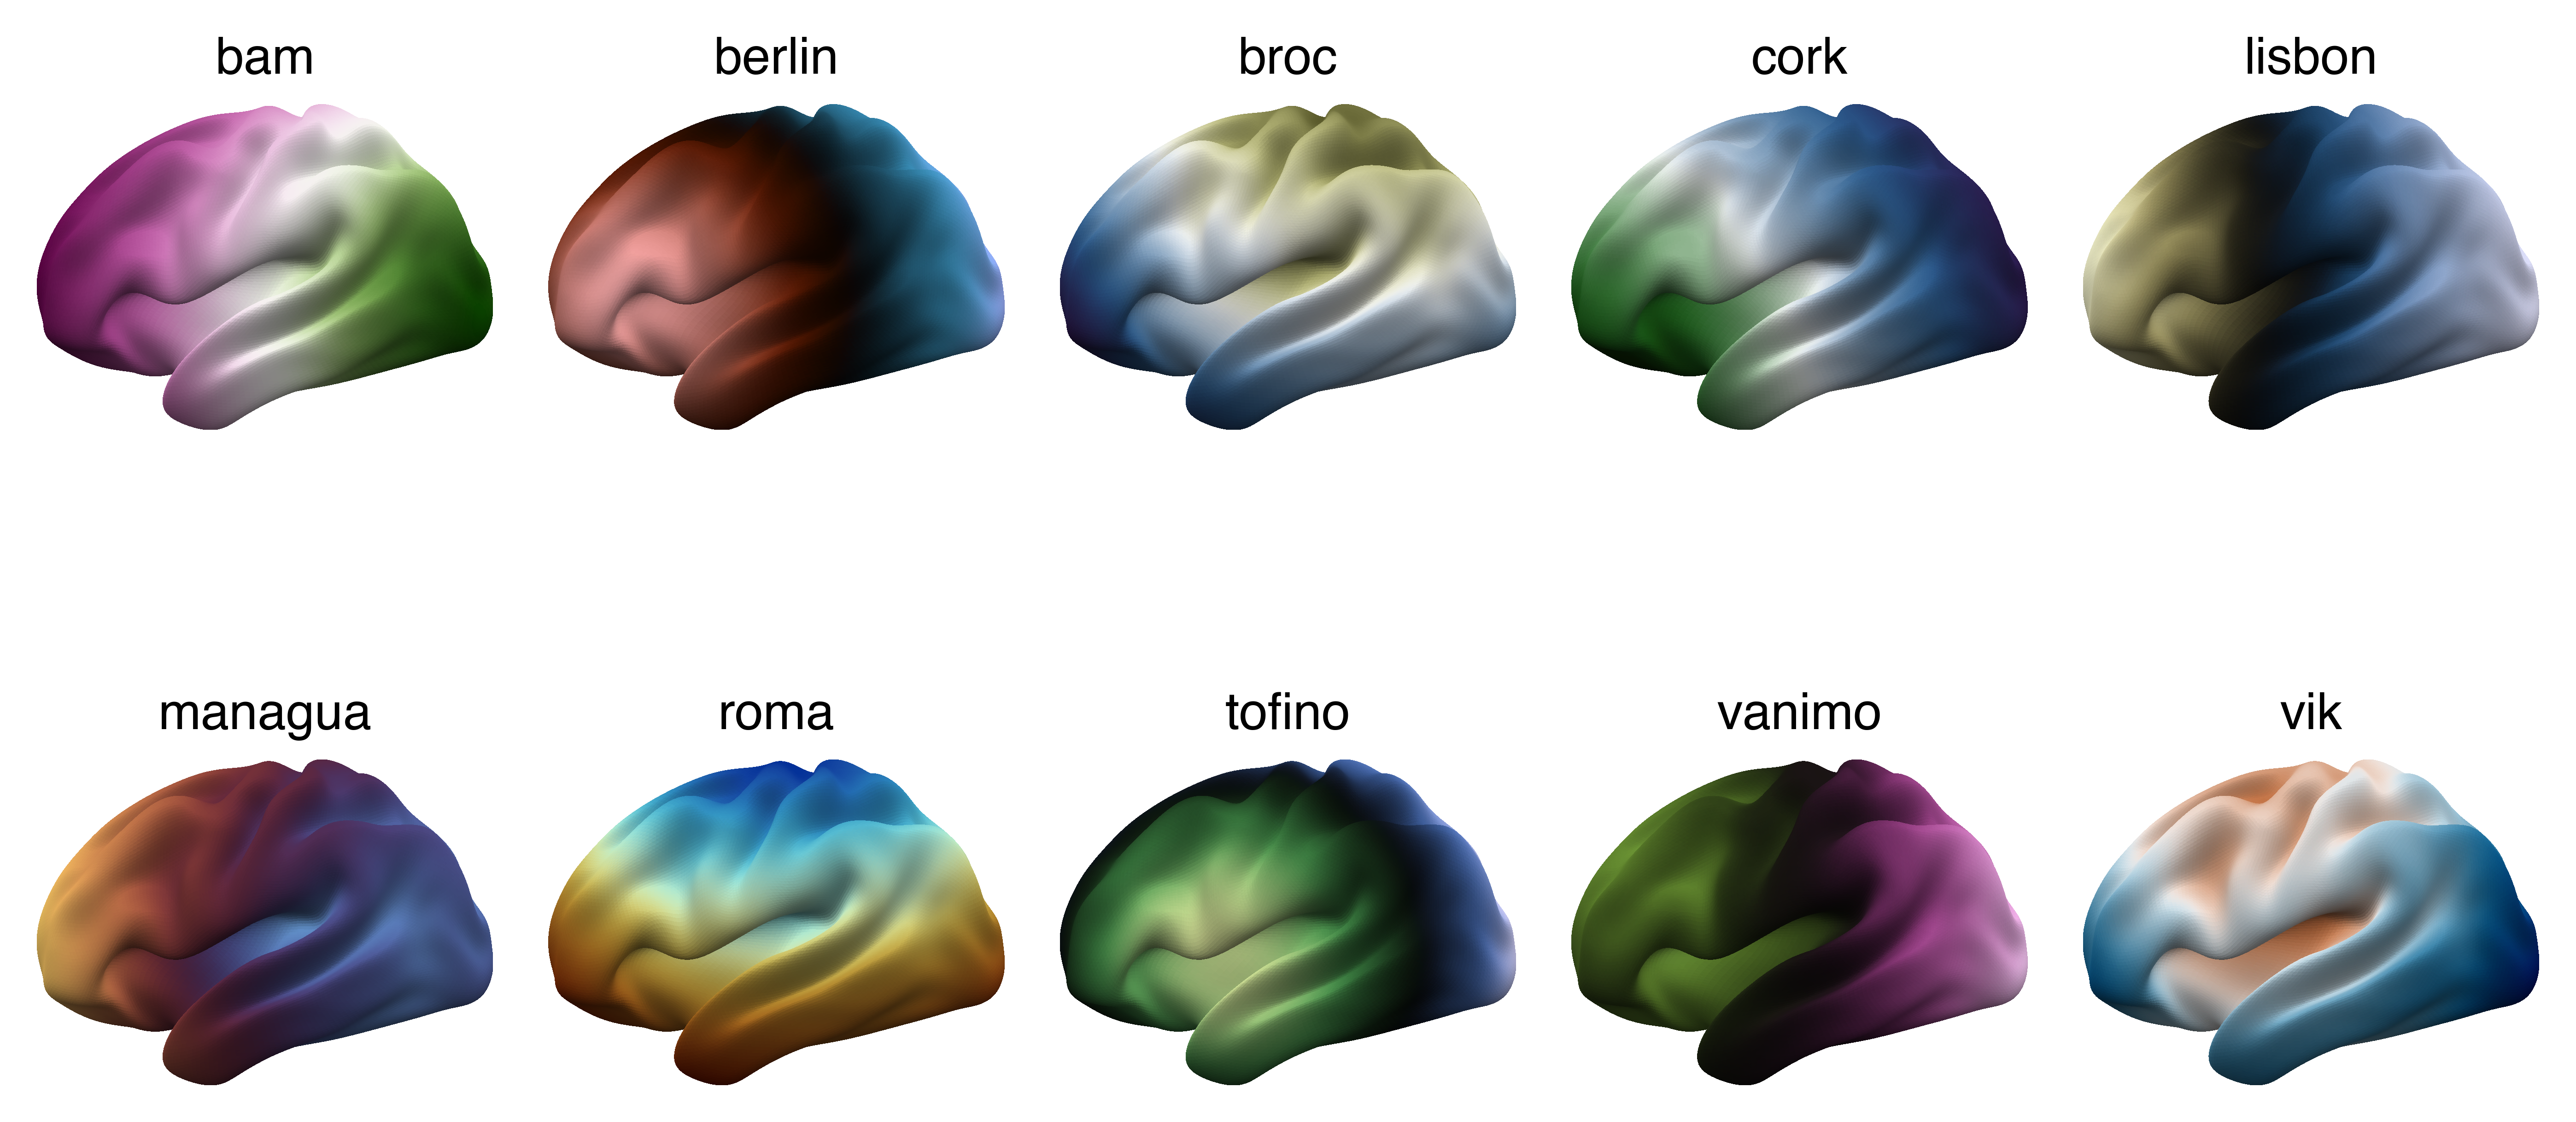 bam
berlin
broc
cork
lisbon
managua
roma
tofino
vanimo
vik